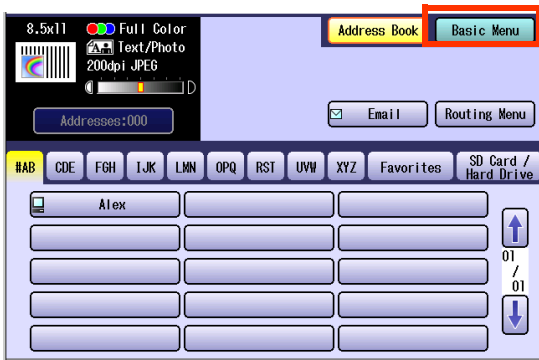 8.5x11 Full Color
Text/Photo
200dpi JPEG
Addresses:000
Address Book
Basic Menu
Email
Routing Menu
#AB CDE FGH IJK LMN OPQ RST UVW XYZ Favorites SD Card /
Hard Drive
Alex
01
/
01